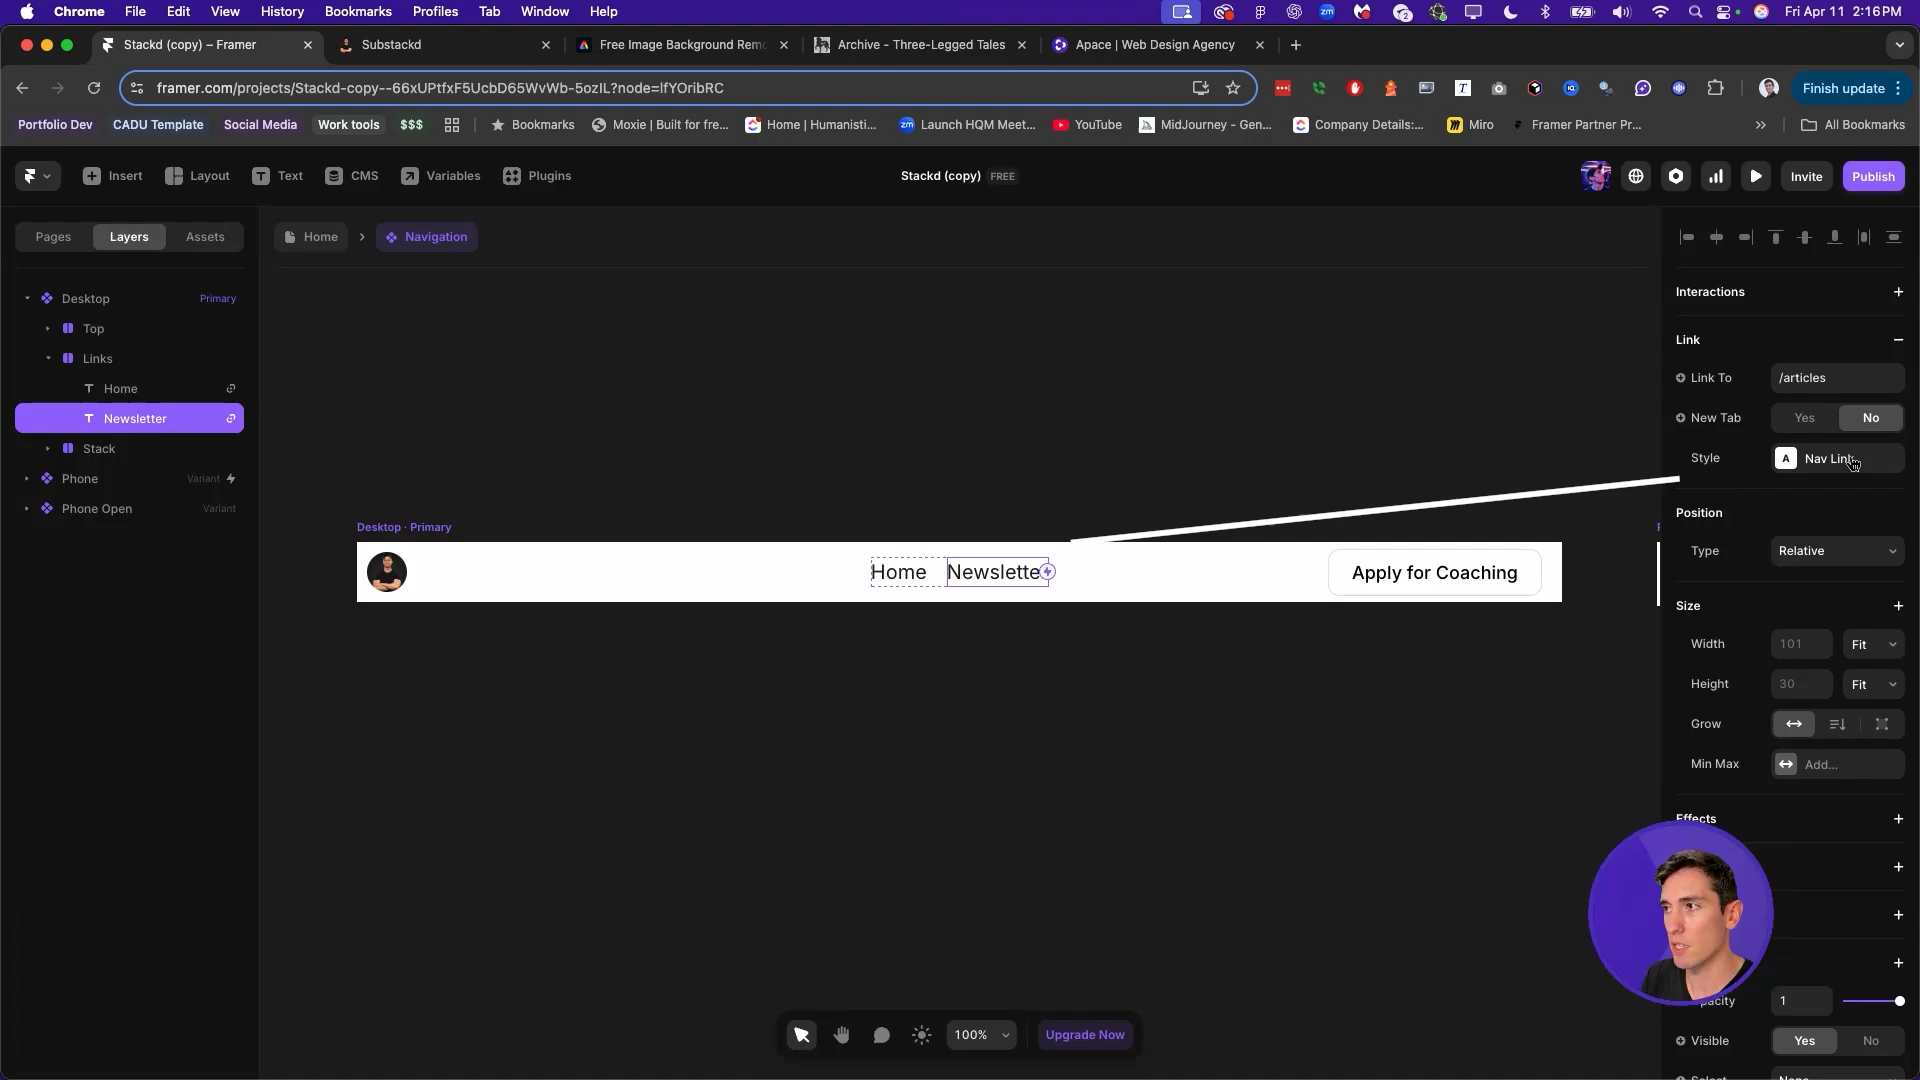 Chrome File Edit View History Bookmarks Profiles Tab Window Help
Fri Apr 11 2:16 PM
Stackd (copy) – Framer
Substackd
Free Image Background Rem
Archive - Three-Legged Tales
Apace | Web Design Agency
framer.com/projects/Stackd-copy--66xUPtfxF5UcbD65WvWb-5ozIL?node=IfYOribRC
Finish update
Portfolio Dev
CADU Template
Social Media
Work tools
$$$
Bookmarks
Moxie | Built for fre...
Home | Humanisti...
Launch HQM Meet...
YouTube
MidJourney - Gen...
Company Details:...
Miro
Framer Partner Pr...
All Bookmarks
Insert
Layout
Text
CMS
Variables
Plugins
Stackd (copy) FREE
Invite
Publish
Pages
Layers
Assets
Home
Navigation
Desktop Primary
Top
Links
Home
Newsletter
Stack
Phone Variant
Phone Open Variant
Desktop · Primary
Home
Newslette
Apply for Coaching
100%
Upgrade Now
Interactions
Link
Link To /articles
New Tab Yes No
Style A Nav Link
Position
Type Relative
Size
Width 101 Fit
Height 30 Fit
Grow
Min Max Add...
Effects
pacity 1
Visible Yes No